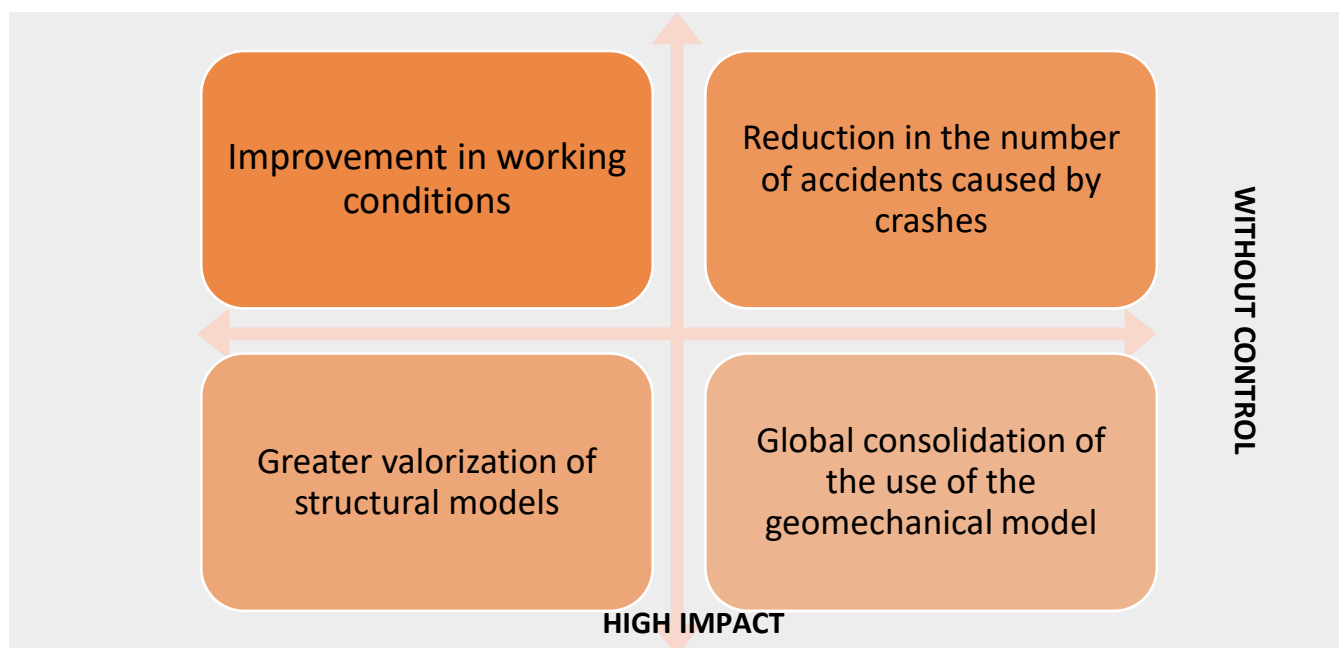 Improvement in working
conditions
Reduction in the number
of accidents caused by
crashes
WITHOUT CONTROL
Greater valorization of
structural models
Global consolidation of
the use of the
geomechanical model
HIGH IMPACT